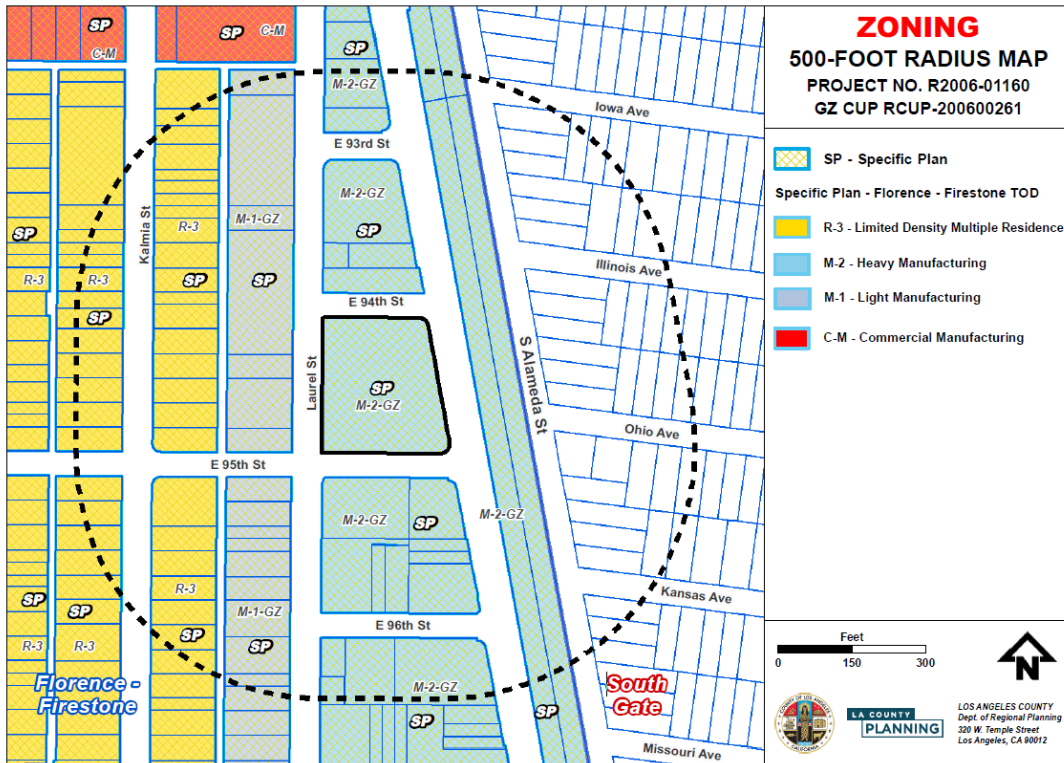 ZONING
500-FOOT RADIUS MAP
PROJECT NO. R2006-01160
GZ CUP RCUP-200600261
SP - Specific Plan
Specific Plan - Florence - Firestone TOD
R-3 - Limited Density Multiple Residence
M-2 - Heavy Manufacturing
M-1 - Light Manufacturing
C-M - Commercial Manufacturing
SP
C-M
SP
C-M
SP
M-2-GZ
Iowa Ave
E 93rd St
M-2-GZ
SP
Kalmia St
R-3
M-1-GZ
SP
R-3
R-3
SP
SP
SP
Illinois Ave
E 94th St
Laurel St
SP
M-2-GZ
S Alameda St
Ohio Ave
E 95th St
M-2-GZ
SP
M-2-GZ
R-3
Kansas Ave
SP
SP
M-1-GZ
SP
SP
E 96th St
R-3
R-3
M-2-GZ
SP
SP
Florence -
Firestone
South
Gate
Missouri Ave
Feet
0 150 300
N
COUNTY OF LOS ANGELES
CALIFORNIA
LA COUNTY
PLANNING
LOS ANGELES COUNTY
Dept. of Regional Planning
320 W. Temple Street
Los Angeles, CA 90012